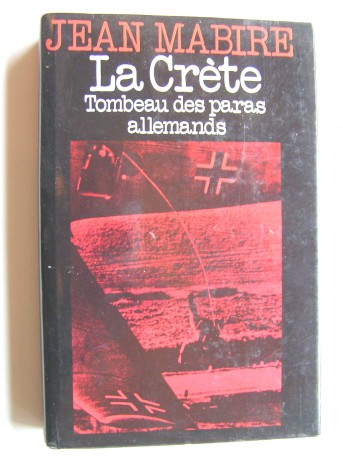 JEAN MABIRE
La Crète
Tombeau des paras
allemands